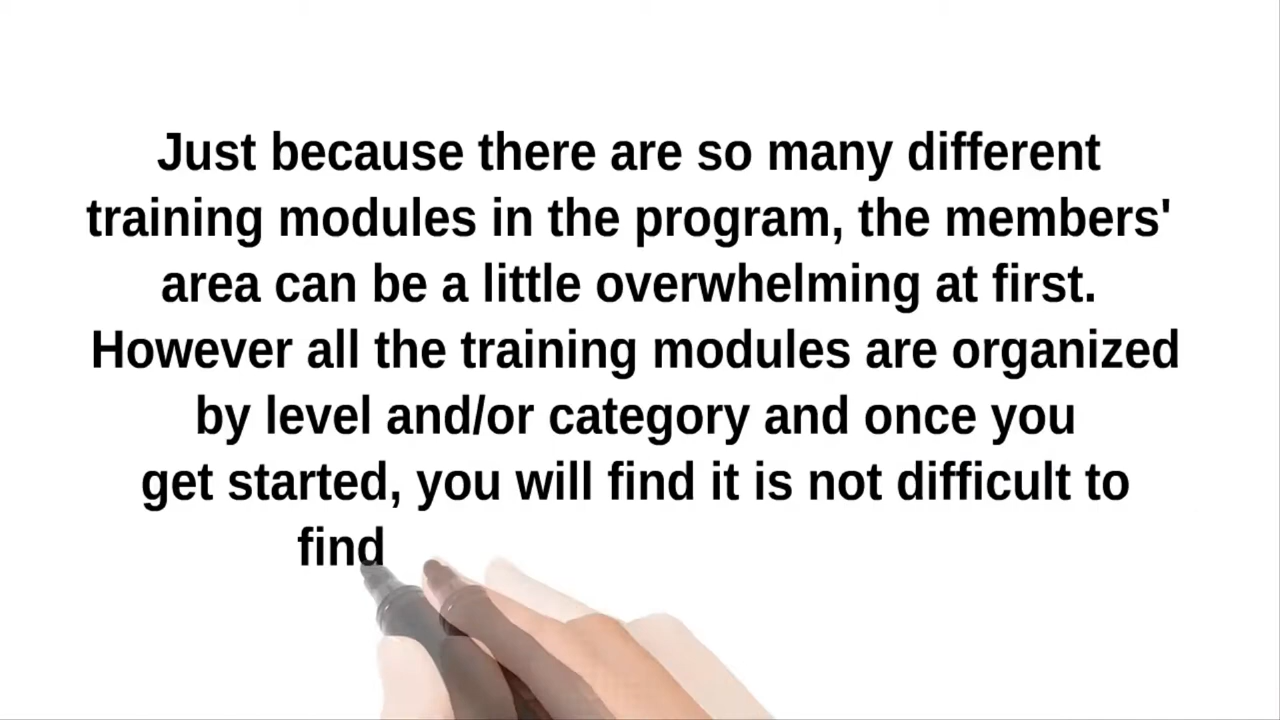 Just because there are so many different
training modules in the program, the members'
area can be a little overwhelming at first.
However all the training modules are organized
by level and/or category and once you
get started, you will find it is not difficult to
find